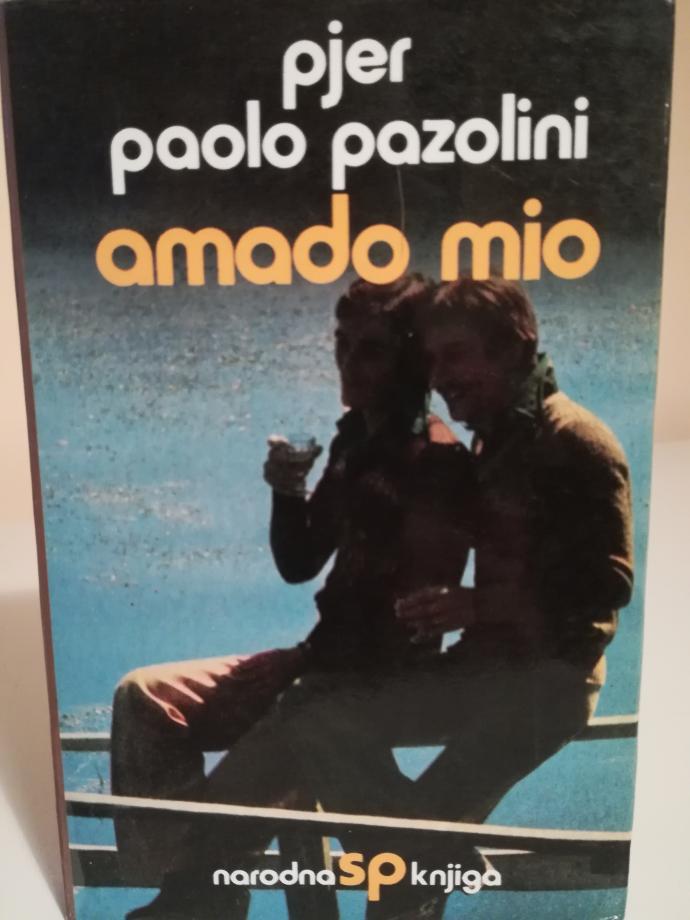 pjer
paolo pazolini
amado mio
narodna sp knjiga